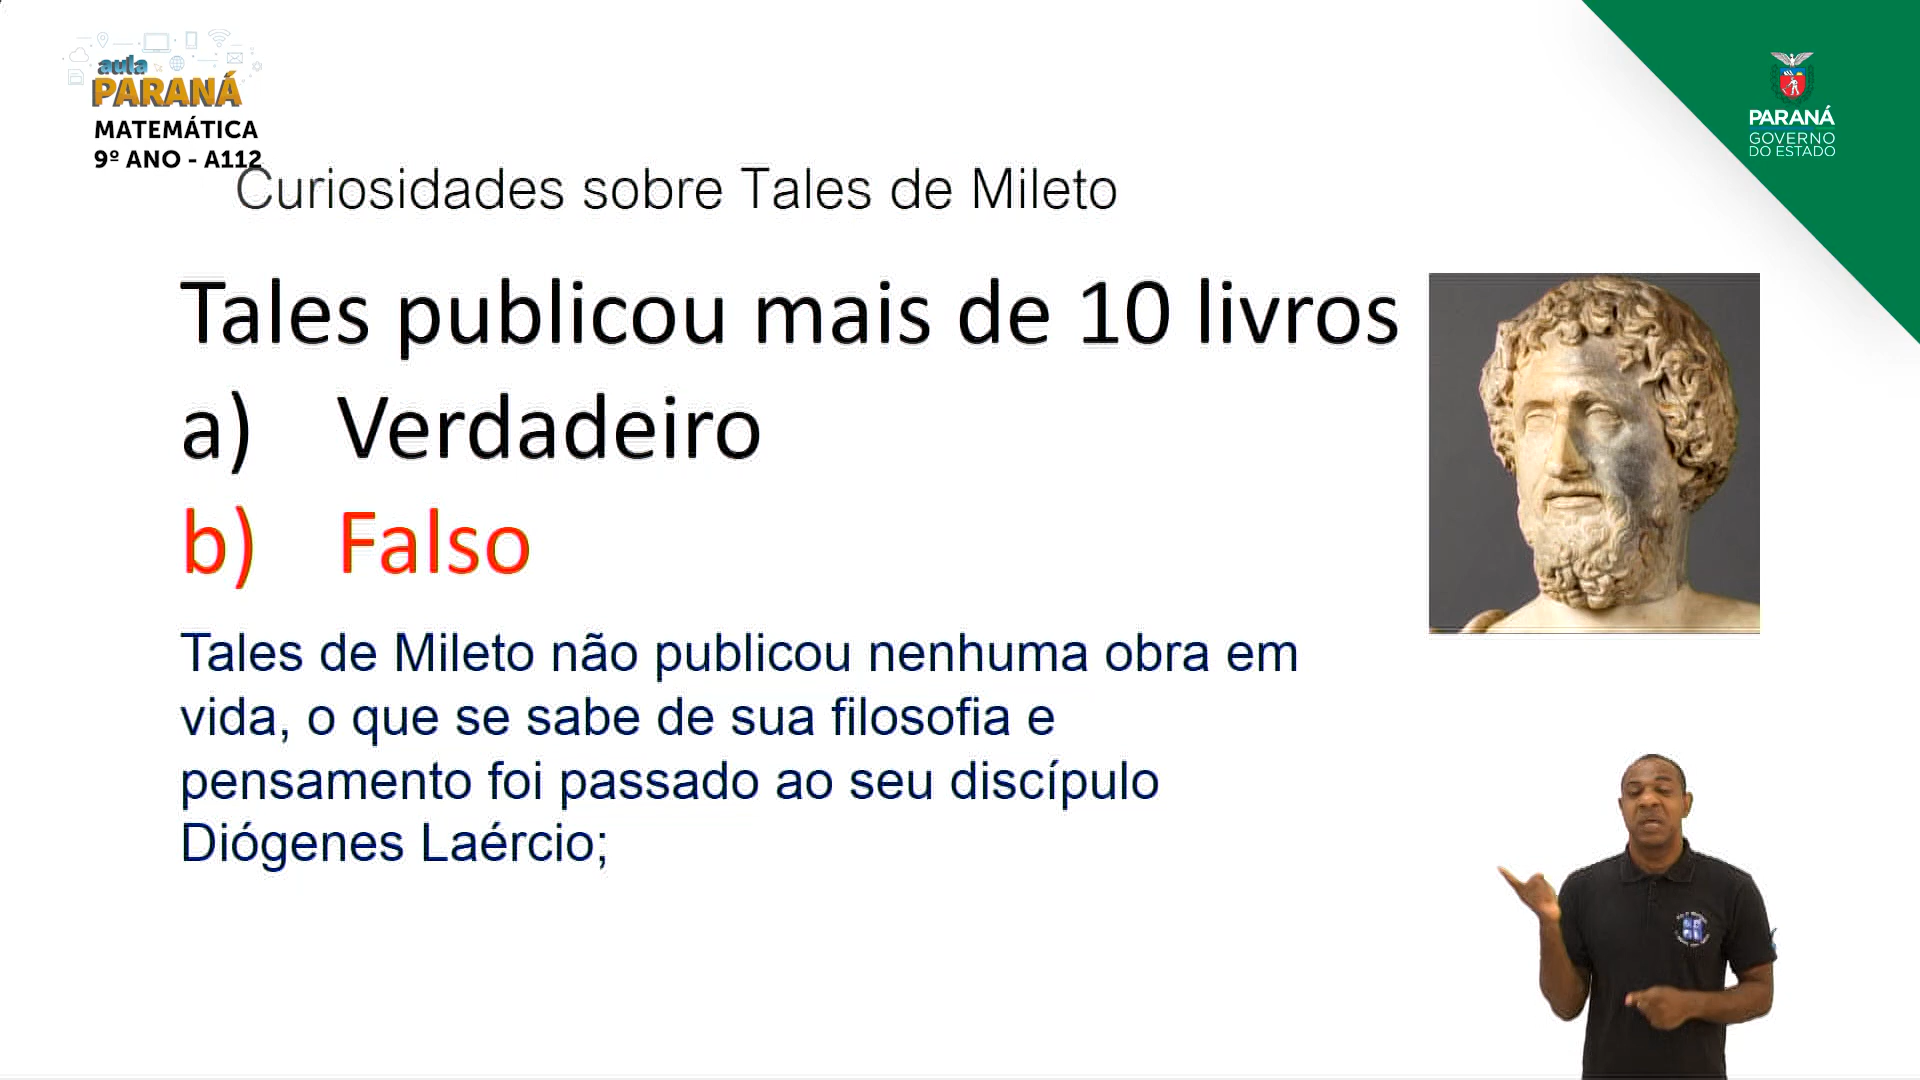 aula
PARANÁ
MATEMÁTICA
9º ANO - A112
PARANÁ
GOVERNO
DO ESTADO
Curiosidades sobre Tales de Mileto
Tales publicou mais de 10 livros
a) Verdadeiro
b) Falso
Tales de Mileto não publicou nenhuma obra em
vida, o que se sabe de sua filosofia e
pensamento foi passado ao seu discípulo
Diógenes Laércio;